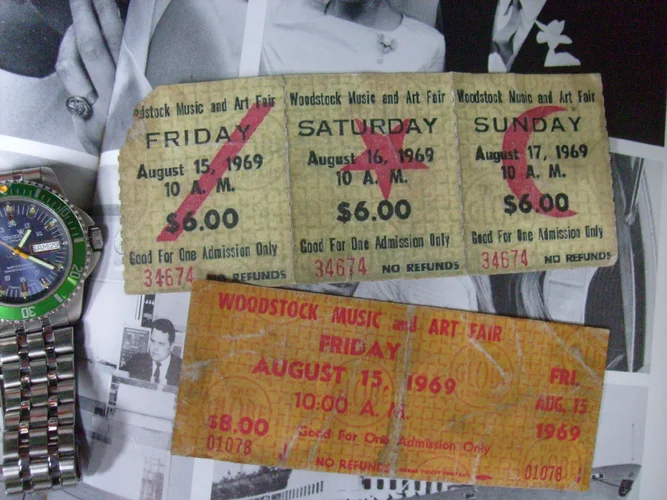 dstock Music and Art Fair
FRIDAY
August 15, 1969
10 A. M.
$6.00
Good For One Admission Only
34674 NO REFUNDS
Woodstock Music and Art Fair
SATURDAY
August 16, 1969
10 A. M.
$6.00
Good For One Admission Only
34674 NO REFUNDS
Woodstock Music and Art Fair
SUNDAY
August 17, 1969
10 A. M.
$6.00
Good For One Admission Only
34674 NO REFUNDS
WOODSTOCK MUSIC and ART FAIR
FRIDAY
AUGUST 15, 1969
10:00 A. M.
$8.00
Good For One Admission Only
01078
NO REFUNDS
FRI.
AUG. 15
1969
01078
30